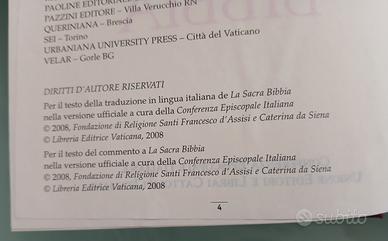 PAOLINE EDITORIALE
PAZZINI EDITORE – Villa Verucchio RN
QUERINIANA – Brescia
SEI – Torino
URBANIANA UNIVERSITY PRESS – Città del Vaticano
VELAR – Gorle BG
DIRITTI D'AUTORE RISERVATI
Per il testo della traduzione in lingua italiana de La Sacra Bibbia
nella versione ufficiale a cura della Conferenza Episcopale Italiana
© 2008, Fondazione di Religione Santi Francesco d'Assisi e Caterina da Siena
© Libreria Editrice Vaticana, 2008
Per il testo del commento a La Sacra Bibbia
nella versione ufficiale a cura della Conferenza Episcopale Italiana
© 2008, Fondazione di Religione Santi Francesco d'Assisi e Caterina da Siena
© Libreria Editrice Vaticana, 2008
4
subito